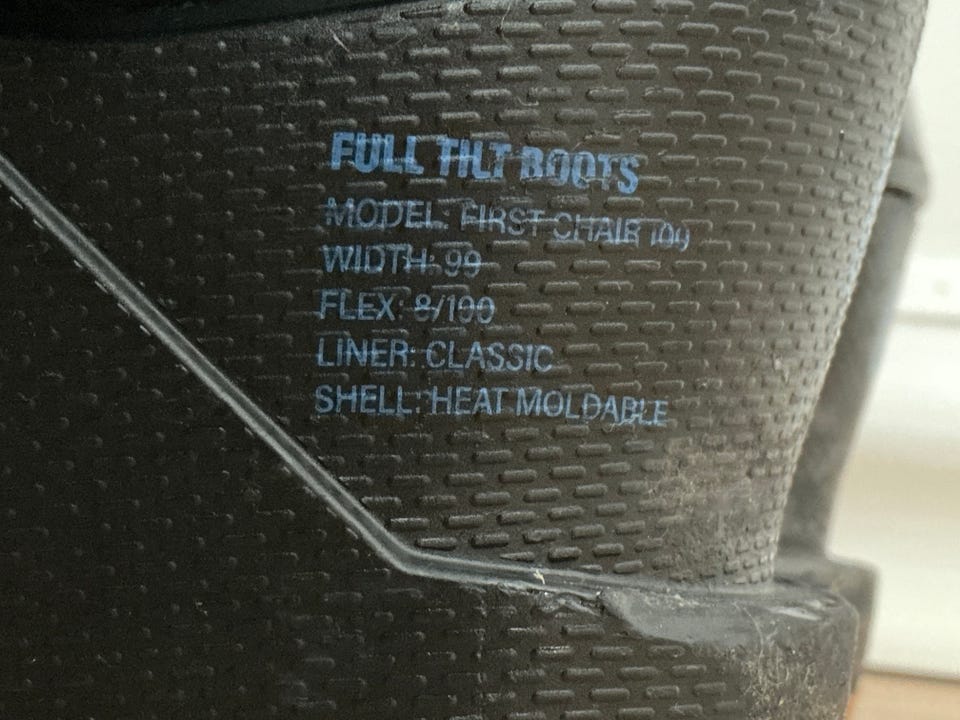 FULL TILT BOOTS
MODEL: FIRST CHAIR 100
WIDTH: 99
FLEX: 8/100
LINER: CLASSIC
SHELL: HEAT MOLDABLE